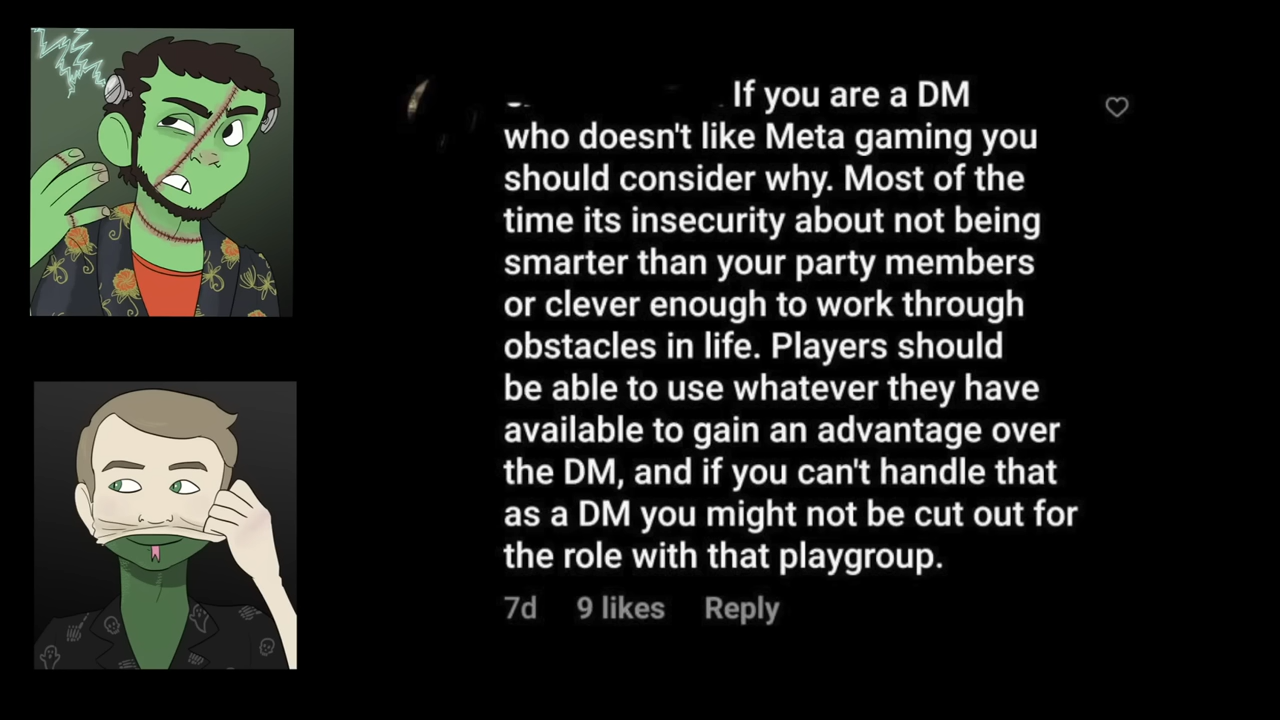 If you are a DM
who doesn't like Meta gaming you
should consider why. Most of the
time its insecurity about not being
smarter than your party members
or clever enough to work through
obstacles in life. Players should
be able to use whatever they have
available to gain an advantage over
the DM, and if you can't handle that
as a DM you might not be cut out for
the role with that playgroup.
7d 9 likes Reply